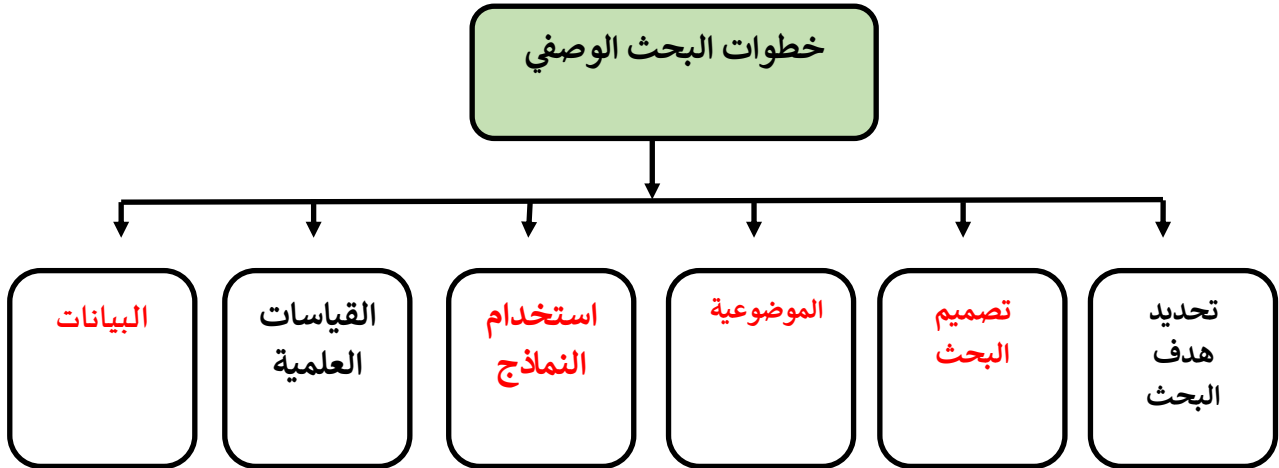 خطوات البحث الوصفي
تحديد
هدف
البحث
تصميم
البحث
الموضوعية
استخدام
النماذج
القياسات
العلمية
البيانات